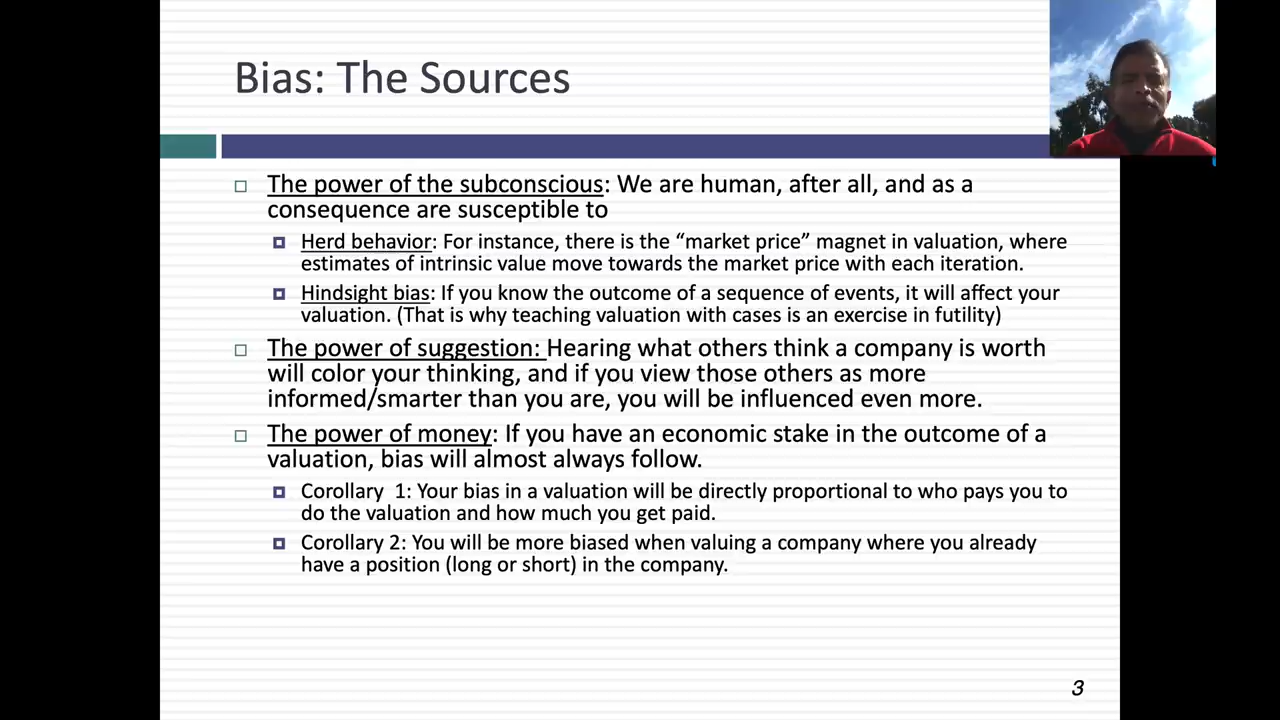 Bias: The Sources
The power of the subconscious: We are human, after all, and as a
consequence are susceptible to
Herd behavior: For instance, there is the “market price” magnet in valuation, where
estimates of intrinsic value move towards the market price with each iteration.
Hindsight bias: If you know the outcome of a sequence of events, it will affect your
valuation. (That is why teaching valuation with cases is an exercise in futility)
The power of suggestion: Hearing what others think a company is worth
will color your thinking, and if you view those others as more
informed/smarter than you are, you will be influenced even more.
The power of money: If you have an economic stake in the outcome of a
valuation, bias will almost always follow.
Corollary 1: Your bias in a valuation will be directly proportional to who pays you to
do the valuation and how much you get paid.
Corollary 2: You will be more biased when valuing a company where you already
have a position (long or short) in the company.
3